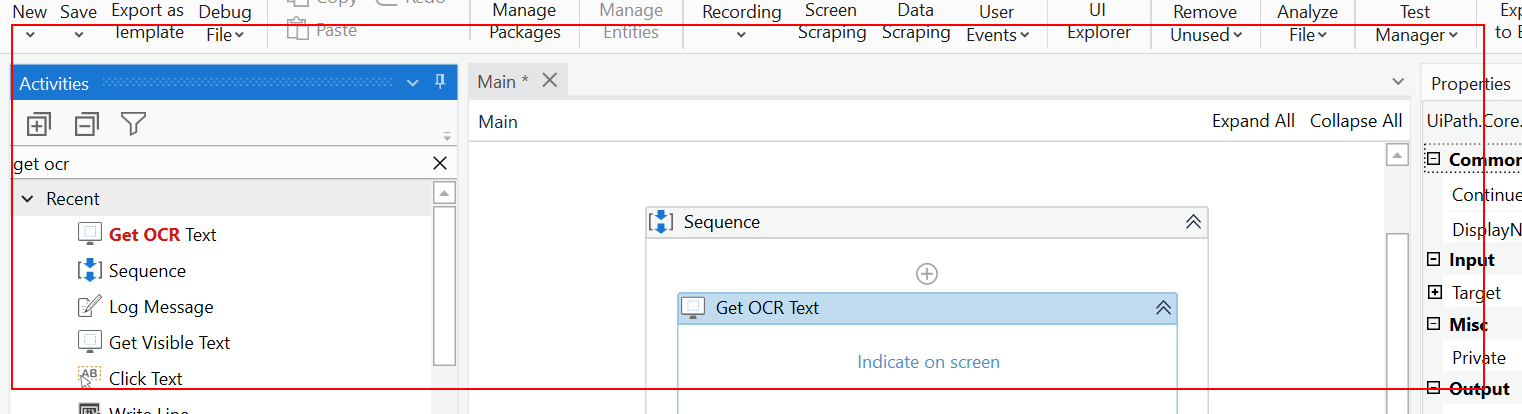 New
Save
Export as
Template
Debug
File
Copy
Redo
Paste
Manage
Packages
Manage
Entities
Recording
Screen
Scraping
Data
Scraping
User
Events
UI
Explorer
Remove
Unused
Analyze
File
Test
Manager
Activities
Main *
Properties
Main
Expand All
Collapse All
UiPath.Core.
get ocr
Recent
Get OCR Text
Sequence
Log Message
Get Visible Text
Click Text
Write Line
Sequence
Get OCR Text
Indicate on screen
Common
Continue
DisplayN
Input
Target
Misc
Private
Output